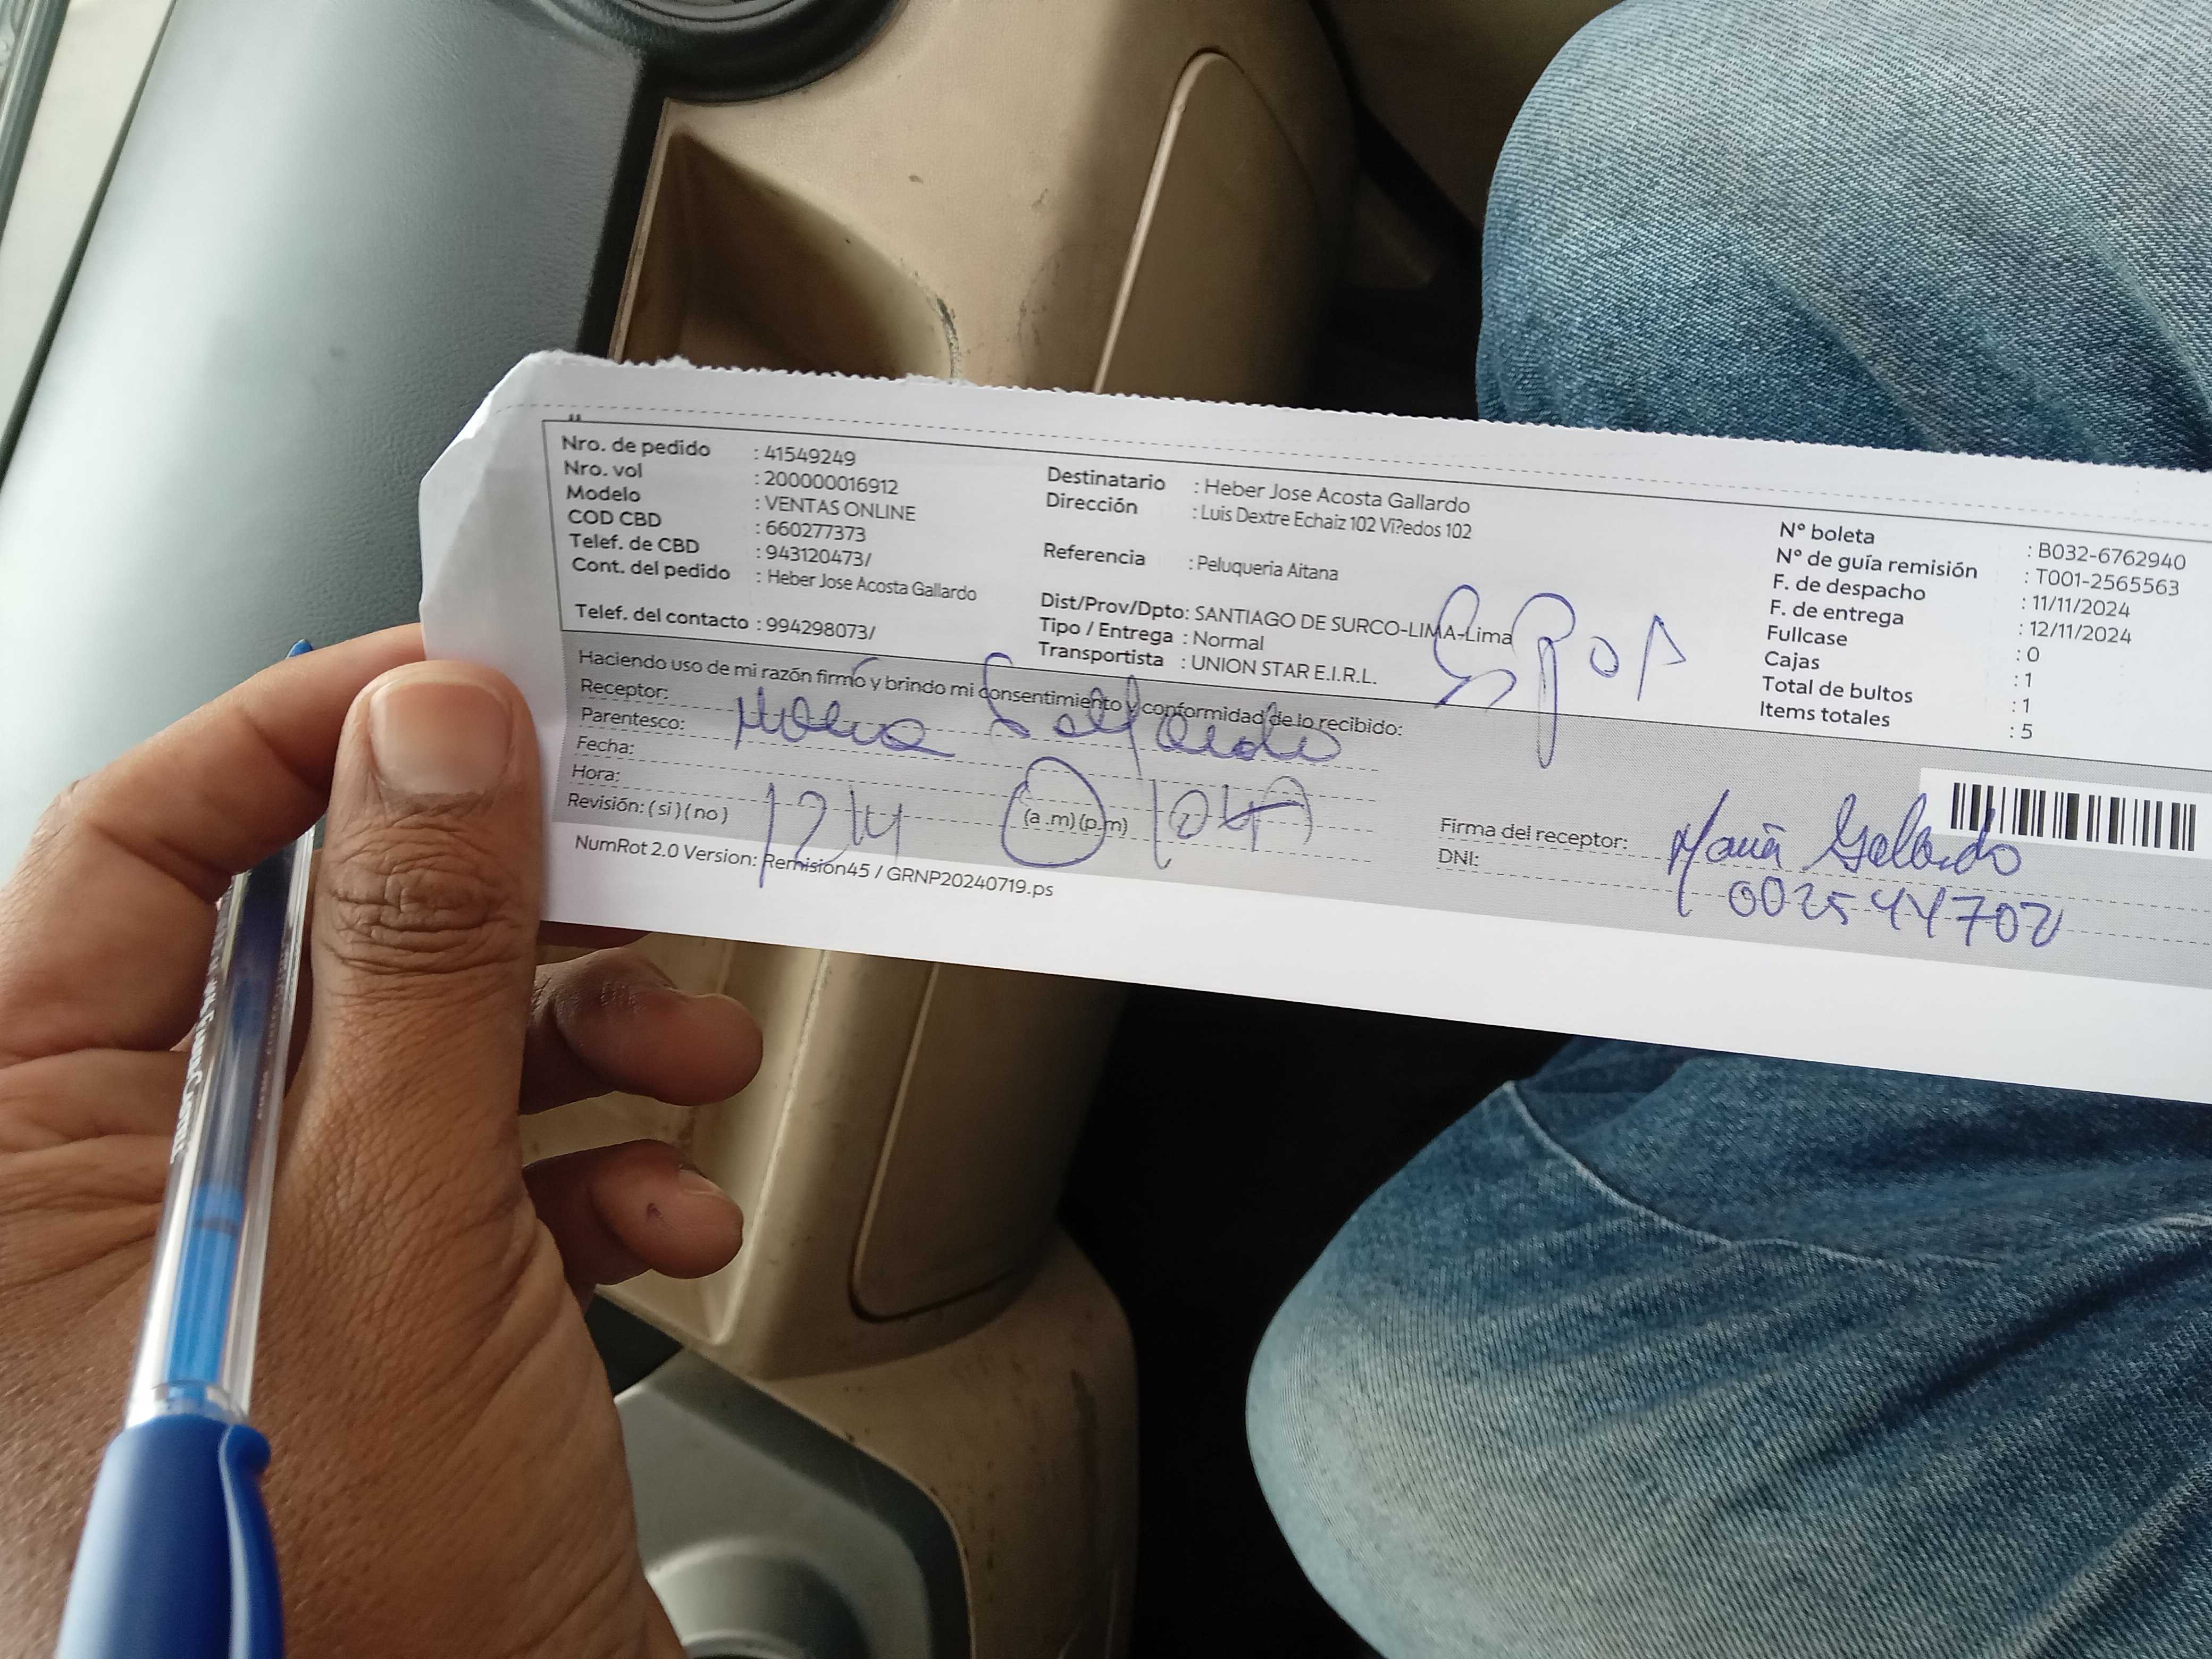 Nro. de pedido : 41549249
Nro. vol : 200000016912
Modelo : VENTAS ONLINE
COD CBD : 660277373
Telef. de CBD : 943120473/
Cont. del pedido : Heber Jose Acosta Gallardo
Telef. del contacto : 994298073/
Destinatario : Heber Jose Acosta Gallardo
Dirección : Luis Dextre Echaiz 102 Vi?edos 102
Referencia : Peluqueria Aitana
Dist/Prov/Dpto: SANTIAGO DE SURCO-LIMA-Lima
Tipo / Entrega : Normal
Transportista : UNION STAR E.I.R.L.
N° boleta : B032-6762940
N° de guía remisión : T001-2565563
F. de despacho : 11/11/2024
F. de entrega : 12/11/2024
Fullcase : 0
Cajas : 1
Total de bultos : 1
Items totales : 5
Haciendo uso de mi razón firmo y brindo mi consentimiento y conformidad de lo recibido:
Receptor:
Parentesco:
Fecha:
Hora: (a.m) (p.m)
Revisión: ( si ) ( no )
Firma del receptor: María Gallardo
DNI: 002544702
NumRot 2.0 Version: Remision45 / GRNP20240719.ps